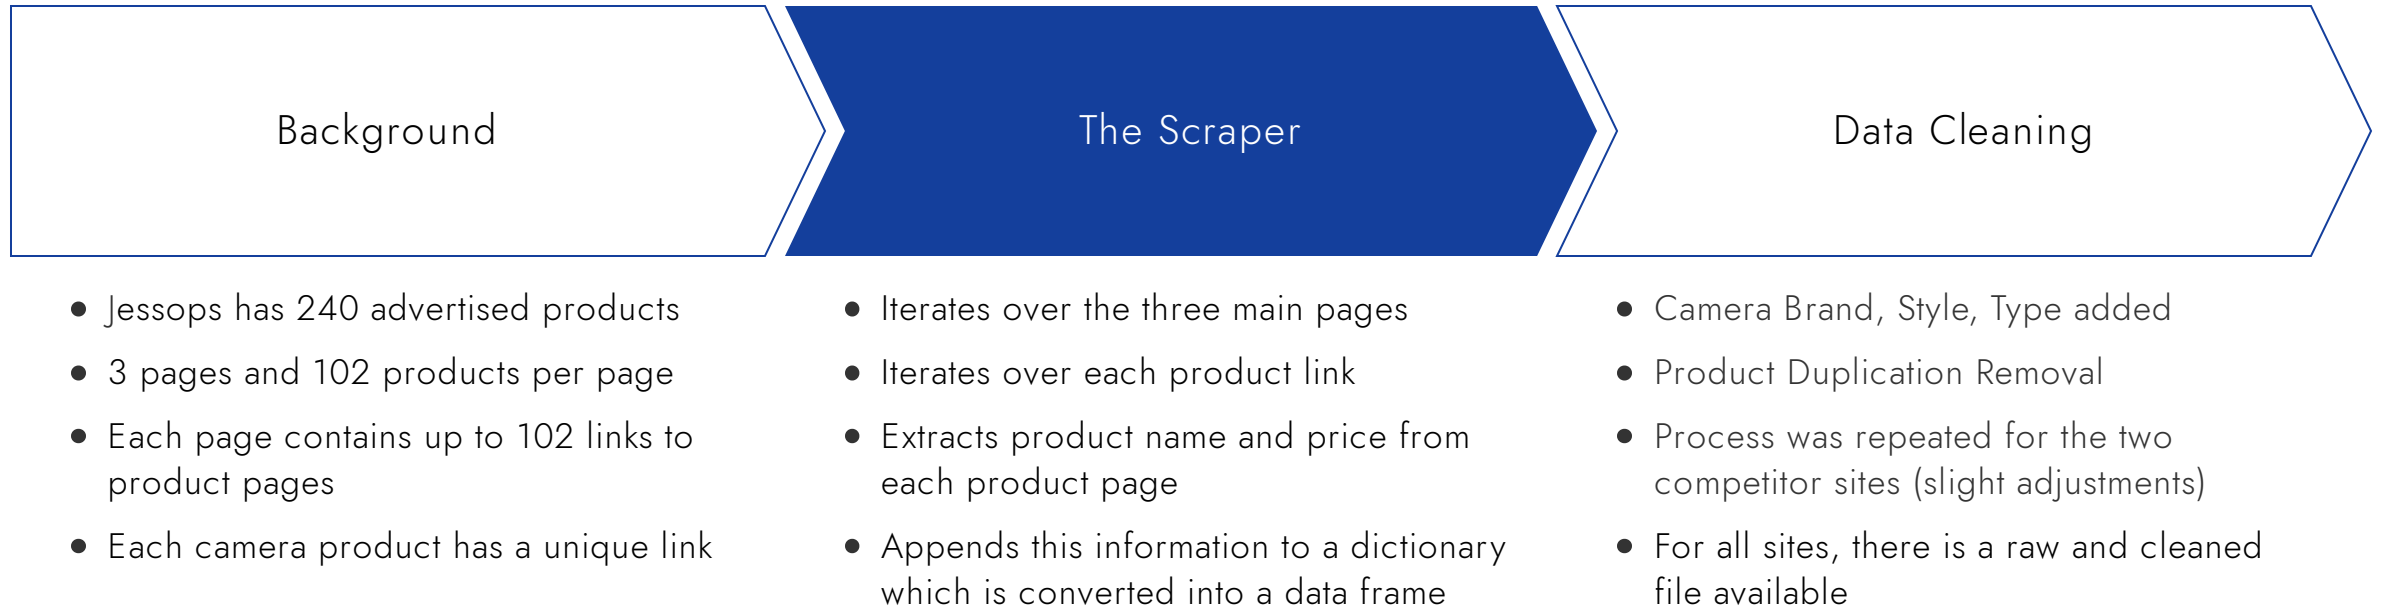 Background
The Scraper
Data Cleaning
Jessops has 240 advertised products
3 pages and 102 products per page
Each page contains up to 102 links to
product pages
Each camera product has a unique link
Iterates over the three main pages
Iterates over each product link
Extracts product name and price from
each product page
Appends this information to a dictionary
which is converted into a data frame
Camera Brand, Style, Type added
Product Duplication Removal
Process was repeated for the two
competitor sites (slight adjustments)
For all sites, there is a raw and cleaned
file available